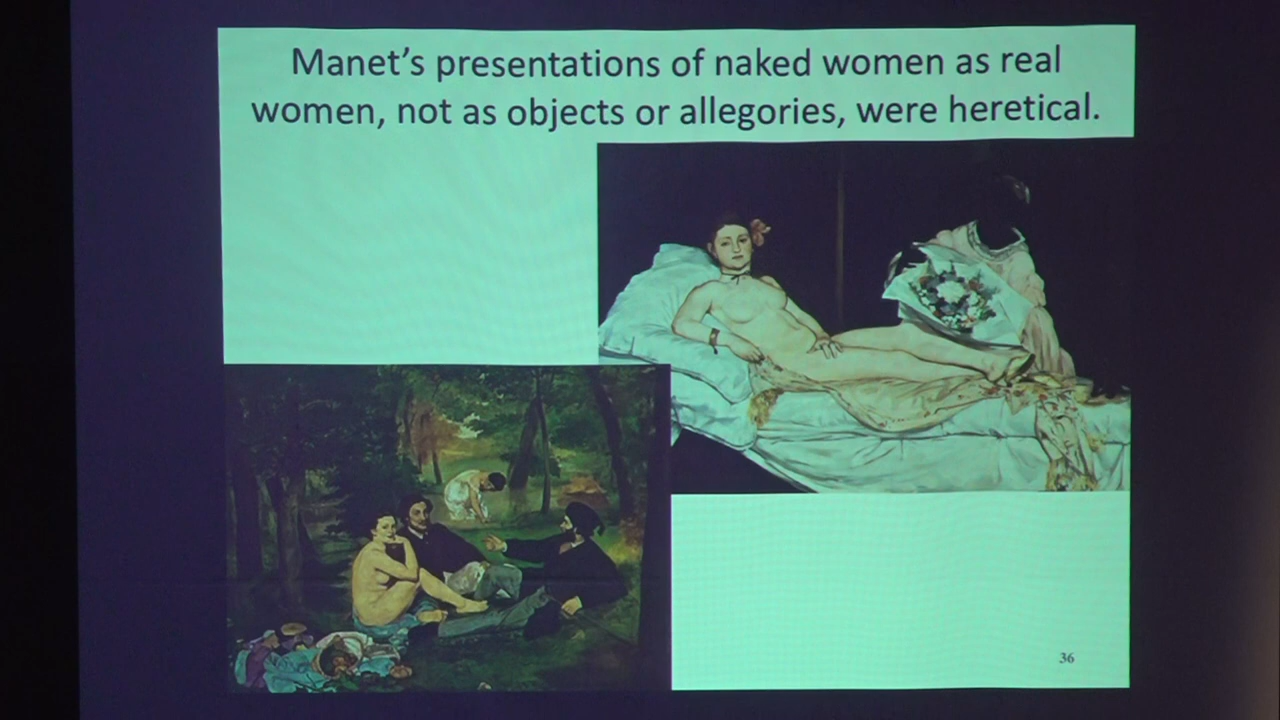 Manet's presentations of naked women as real
women, not as objects or allegories, were heretical.
36